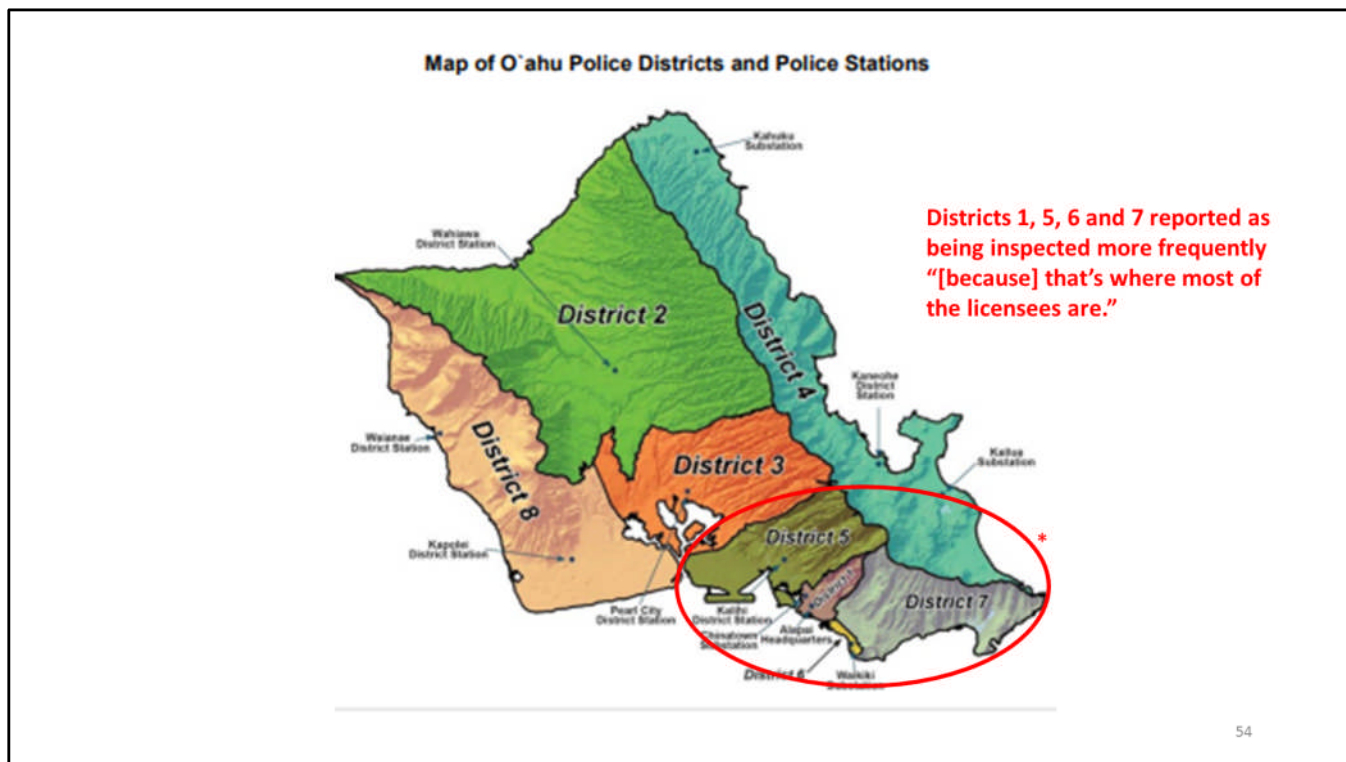 Map of O`ahu Police Districts and Police Stations
Kahuku
Substation
Districts 1, 5, 6 and 7 reported as
being inspected more frequently
“[because] that’s where most of
the licensees are.”
Wahiawa
District Station
District 2
District 4
Kaneohe
District
Station
Waianae
District Station
District 8
District 3
Kailua
Substation
*
District 5
Kapolei
District Station
District 1
District 7
Pearl City
District Station
Kalihi
District Station
Chinatown
Substation
Alapai
Headquarters
District 6
Waikiki
Substation
54